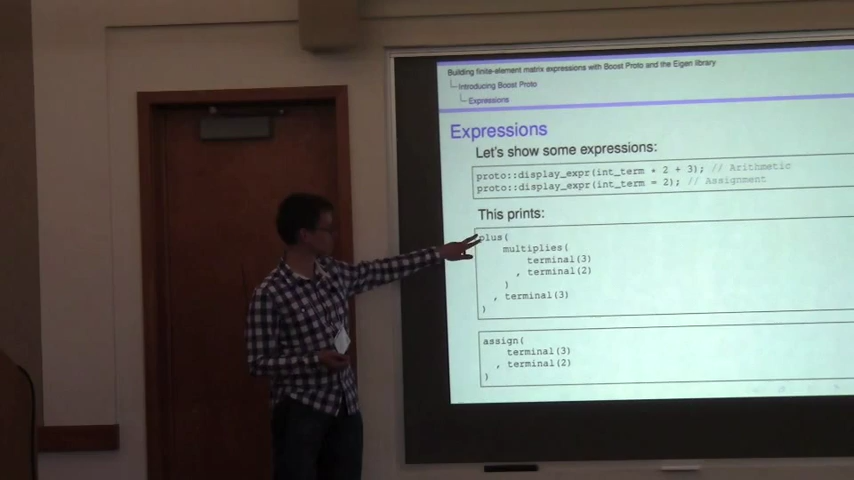 Building finite-element matrix expressions with Boost Proto and the Eigen library
Introducing Boost Proto
Expressions
Expressions
Let's show some expressions:
proto::display_expr(int_term * 2 + 3); // Arithmetic
proto::display_expr(int_term = 2); // Assignment
This prints:
plus(
multiplies(
terminal(3)
, terminal(2)
)
, terminal(3)
)
assign(
terminal(3)
, terminal(2)
)